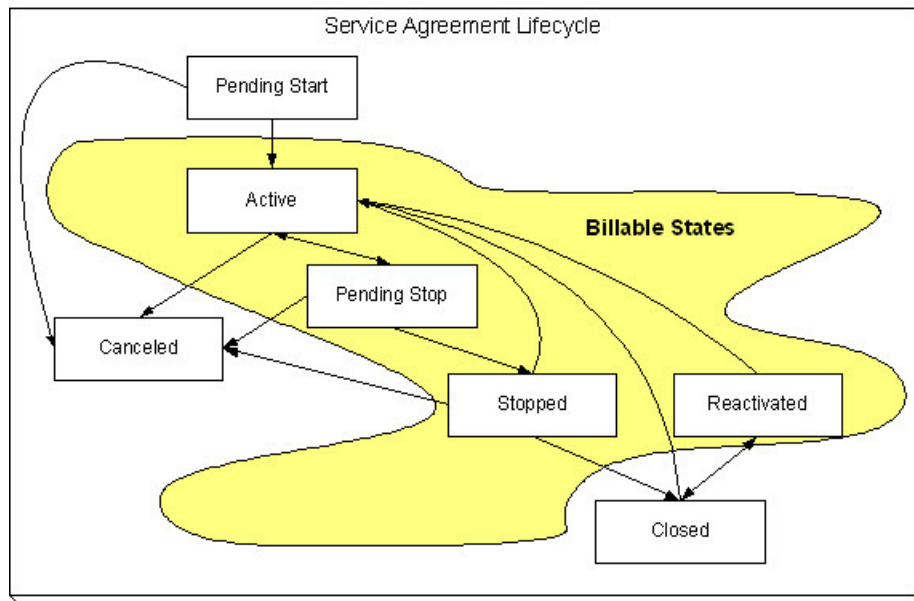 Service Agreement Lifecycle
Pending Start
Active
Billable States
Pending Stop
Canceled
Stopped
Reactivated
Closed